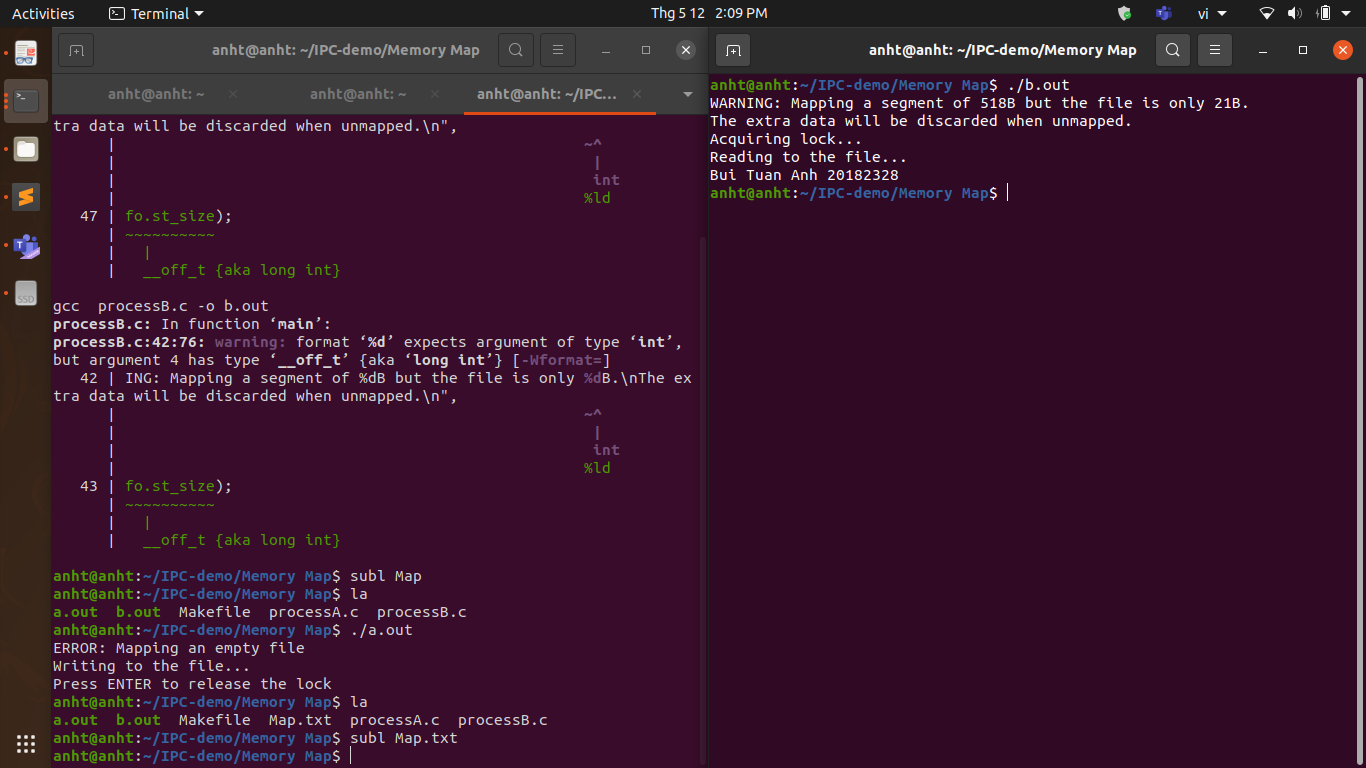 Activities Terminal Thg 5 12 2:09 PM vi
anht@anht: ~/IPC-demo/Memory Map
anht@anht: ~ × anht@anht: ~ × anht@anht: ~/IPC... ×
tra data will be discarded when unmapped.\n",
| ~^
| |
| int
| %ld
47 | fo.st_size);
| ~~~~~~~~~~
| |
| __off_t {aka long int}
gcc  processB.c -o b.out
processB.c: In function ‘main’:
processB.c:42:76: warning: format ‘%d’ expects argument of type ‘int’,
but argument 4 has type ‘__off_t’ {aka ‘long int’} [-Wformat=]
42 | ING: Mapping a segment of %dB but the file is only %dB.\nThe ex
tra data will be discarded when unmapped.\n",
| ~^
| |
| int
| %ld
43 | fo.st_size);
| ~~~~~~~~~~
| |
| __off_t {aka long int}
anht@anht:~/IPC-demo/Memory Map$ subl Map
anht@anht:~/IPC-demo/Memory Map$ la
a.out  b.out  Makefile  processA.c  processB.c
anht@anht:~/IPC-demo/Memory Map$ ./a.out
ERROR: Mapping an empty file
Writing to the file...
Press ENTER to release the lock
anht@anht:~/IPC-demo/Memory Map$ la
a.out  b.out  Makefile  Map.txt  processA.c  processB.c
anht@anht:~/IPC-demo/Memory Map$ subl Map.txt
anht@anht:~/IPC-demo/Memory Map$
anht@anht: ~/IPC-demo/Memory Map
anht@anht:~/IPC-demo/Memory Map$ ./b.out
WARNING: Mapping a segment of 518B but the file is only 21B.
The extra data will be discarded when unmapped.
Acquiring lock...
Reading to the file...
Bui Tuan Anh 20182328
anht@anht:~/IPC-demo/Memory Map$
SSD